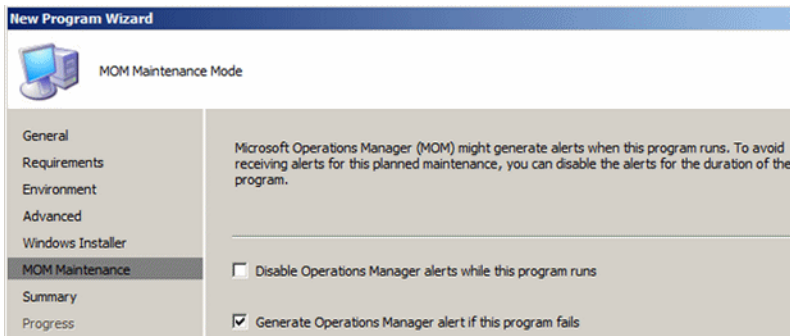 New Program Wizard
MOM Maintenance Mode
General
Requirements
Environment
Advanced
Windows Installer
MOM Maintenance
Summary
Progress
Microsoft Operations Manager (MOM) might generate alerts when this program runs. To avoid
receiving alerts for this planned maintenance, you can disable the alerts for the duration of the
program.
Disable Operations Manager alerts while this program runs
Generate Operations Manager alert if this program fails